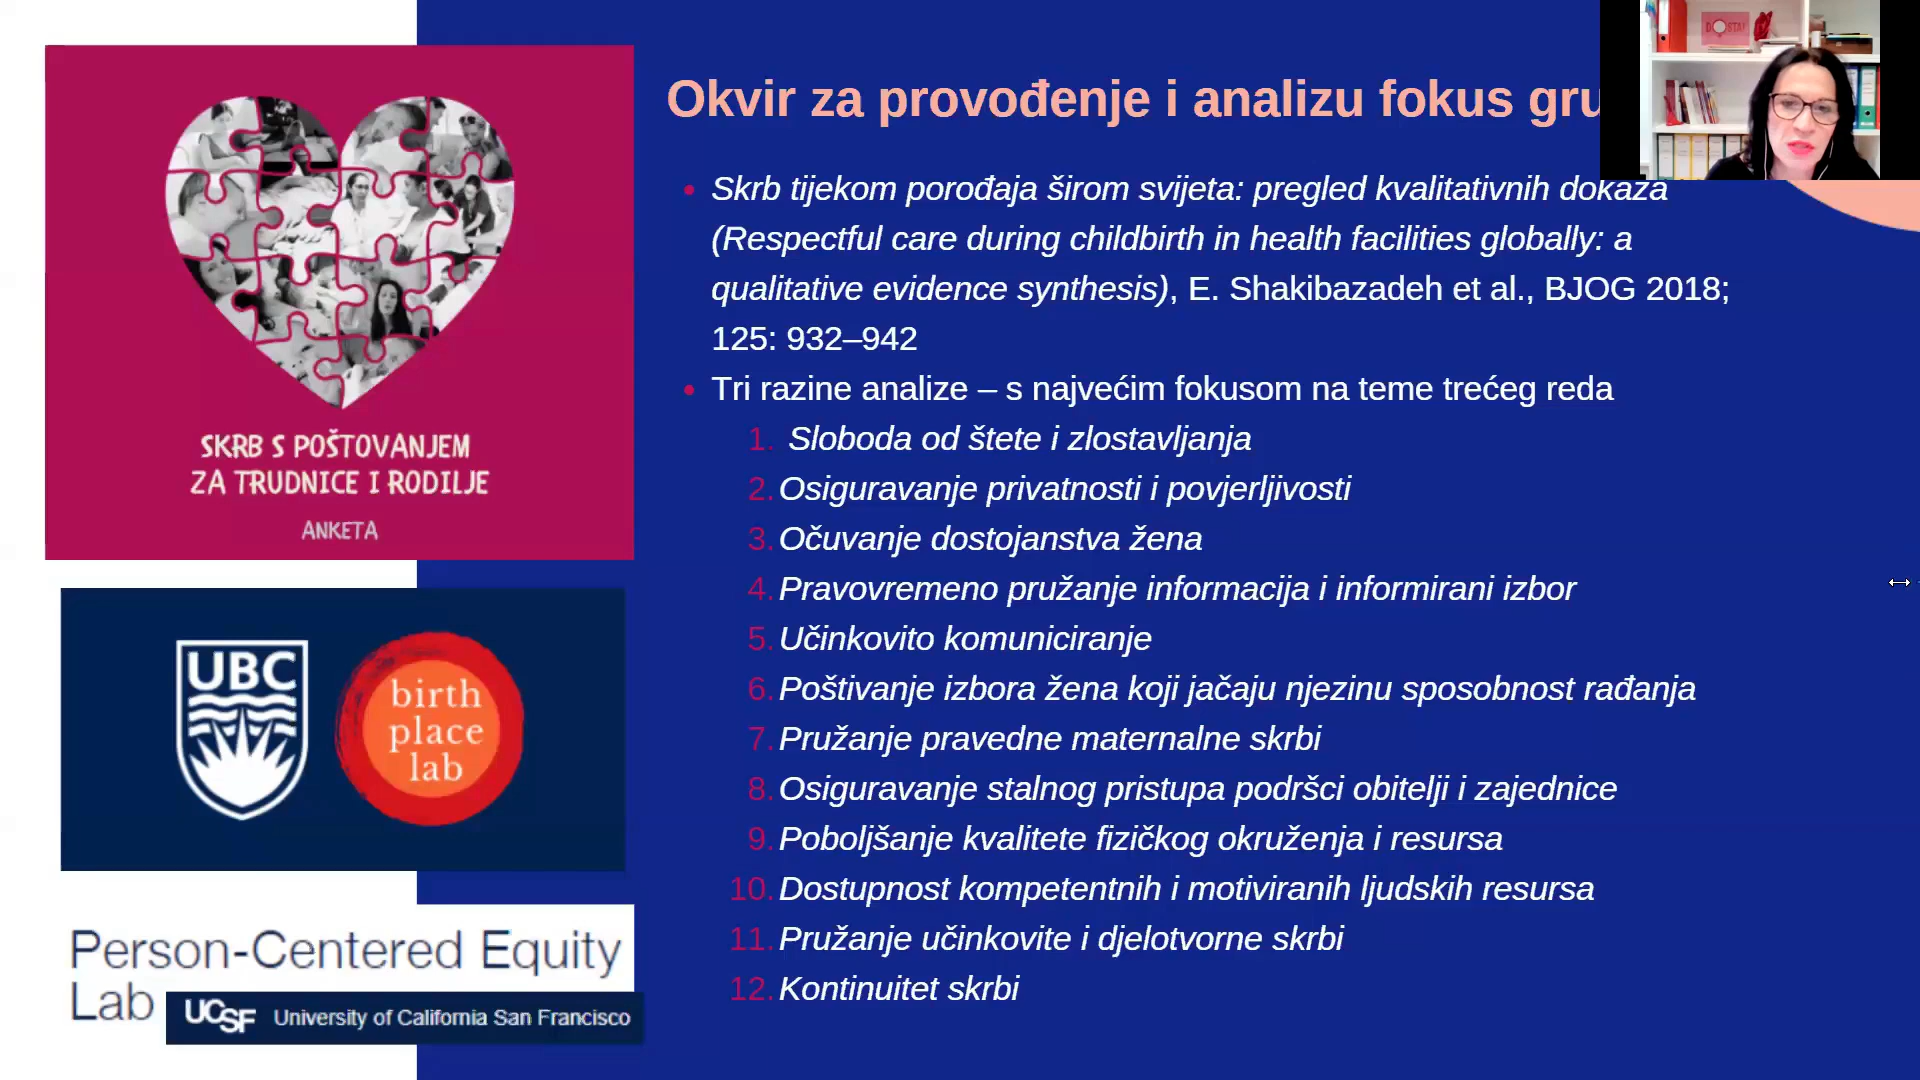 Okvir za provođenje i analizu fokus gru
Skrb tijekom porođaja širom svijeta: pregled kvalitativnih dokaza
(Respectful care during childbirth in health facilities globally: a
qualitative evidence synthesis), E. Shakibazadeh et al., BJOG 2018;
125: 932–942
Tri razine analize – s najvećim fokusom na teme trećeg reda
1. Sloboda od štete i zlostavljanja
2. Osiguravanje privatnosti i povjerljivosti
3. Očuvanje dostojanstva žena
4. Pravovremeno pružanje informacija i informirani izbor
5. Učinkovito komuniciranje
6. Poštivanje izbora žena koji jačaju njezinu sposobnost rađanja
7. Pružanje pravedne maternalne skrbi
8. Osiguravanje stalnog pristupa podršci obitelji i zajednice
9. Poboljšanje kvalitete fizičkog okruženja i resursa
10. Dostupnost kompetentnih i motiviranih ljudskih resursa
11. Pružanje učinkovite i djelotvorne skrbi
12. Kontinuitet skrbi
SKRB S POŠTOVANJEM
ZA TRUDNICE I RODILJE
ANKETA
UBC
birth
place
lab
Person-Centered Equity
Lab
UCSF University of California San Francisco